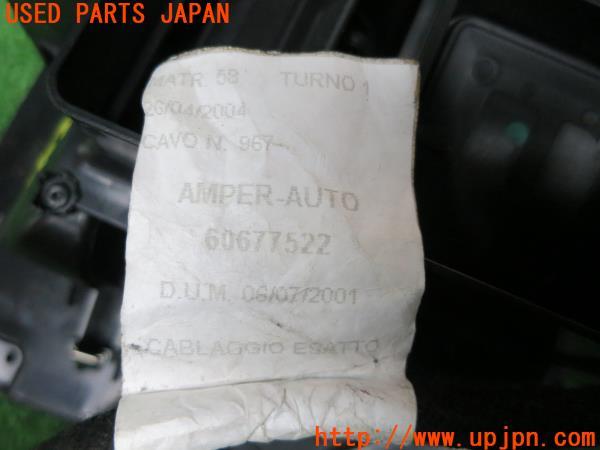 USED PARTS JAPAN
MATR. 58 TURNO 1
26/04/2004
CAVO N. 967-
AMPER-AUTO
60677522
D.U.M. 06/07/2001
CABLAGGIO ESATTO
www.upjpn.com